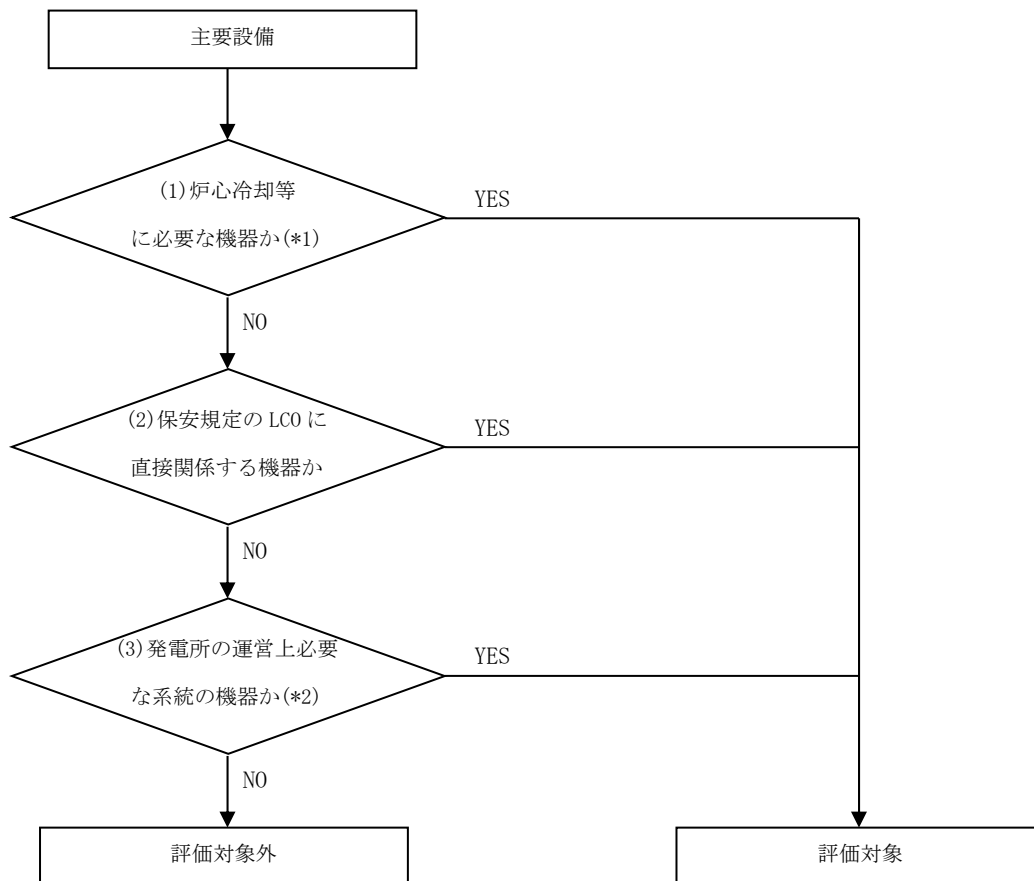 主要設備
(1)炉心冷却等
に必要な機器か(*1)
YES
NO
(2)保安規定の LCO に
直接関係する機器か
YES
NO
(3)発電所の運営上必要
な系統の機器か(*2)
YES
NO
評価対象外
評価対象